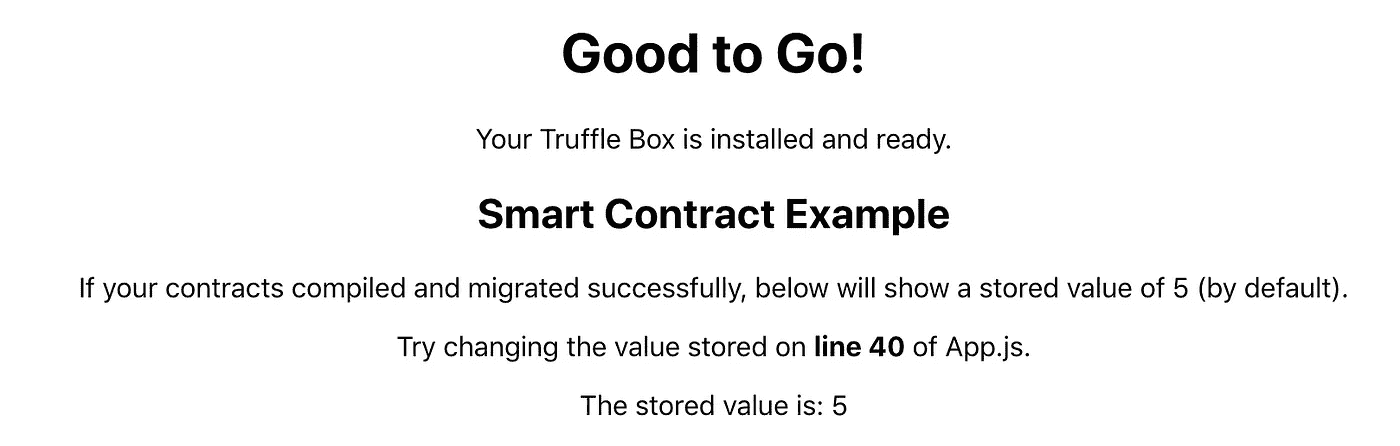 Good to Go!
Your Truffle Box is installed and ready.
Smart Contract Example
If your contracts compiled and migrated successfully, below will show a stored value of 5 (by default).
Try changing the value stored on line 40 of App.js.
The stored value is: 5